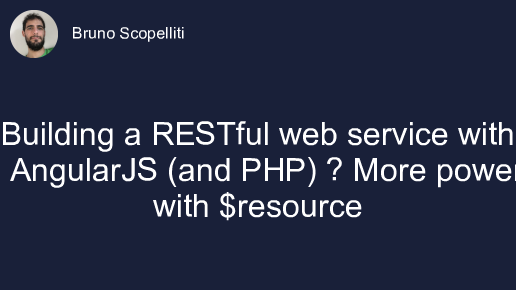 Bruno Scopelliti
Building a RESTful web service with
AngularJS (and PHP) ? More power
with $resource